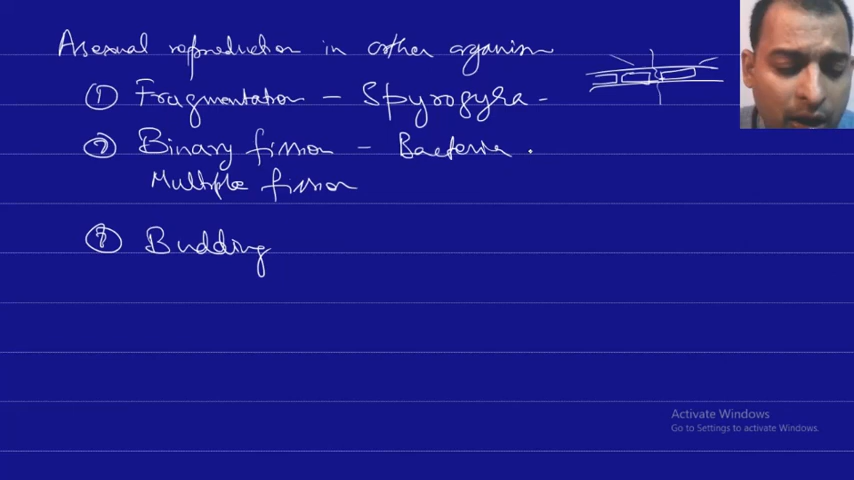 Asexual reproduction in other organism
① Fragmentation – Spyrogyra –
② Binary fission – Bacteria .
Multiple fission
③ Budding
Activate Windows
Go to Settings to activate Windows.